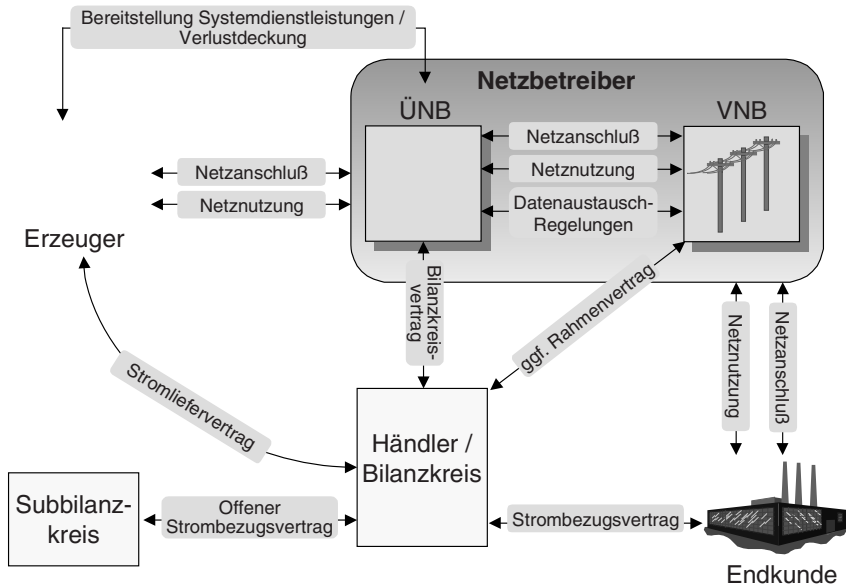 Bereitstellung Systemdienstleistungen /
Verlustdeckung
Netzbetreiber
ÜNB
VNB
Netzanschluß
Netznutzung
Datenaustausch-
Regelungen
Netzanschluß
Netznutzung
Erzeuger
Bilanzkreis-
vertrag
ggf. Rahmenvertrag
Netznutzung
Netzanschluß
Stromliefervertrag
Händler /
Bilanzkreis
Subbilanz-
kreis
Offener
Strombezugsvertrag
Strombezugsvertrag
Endkunde